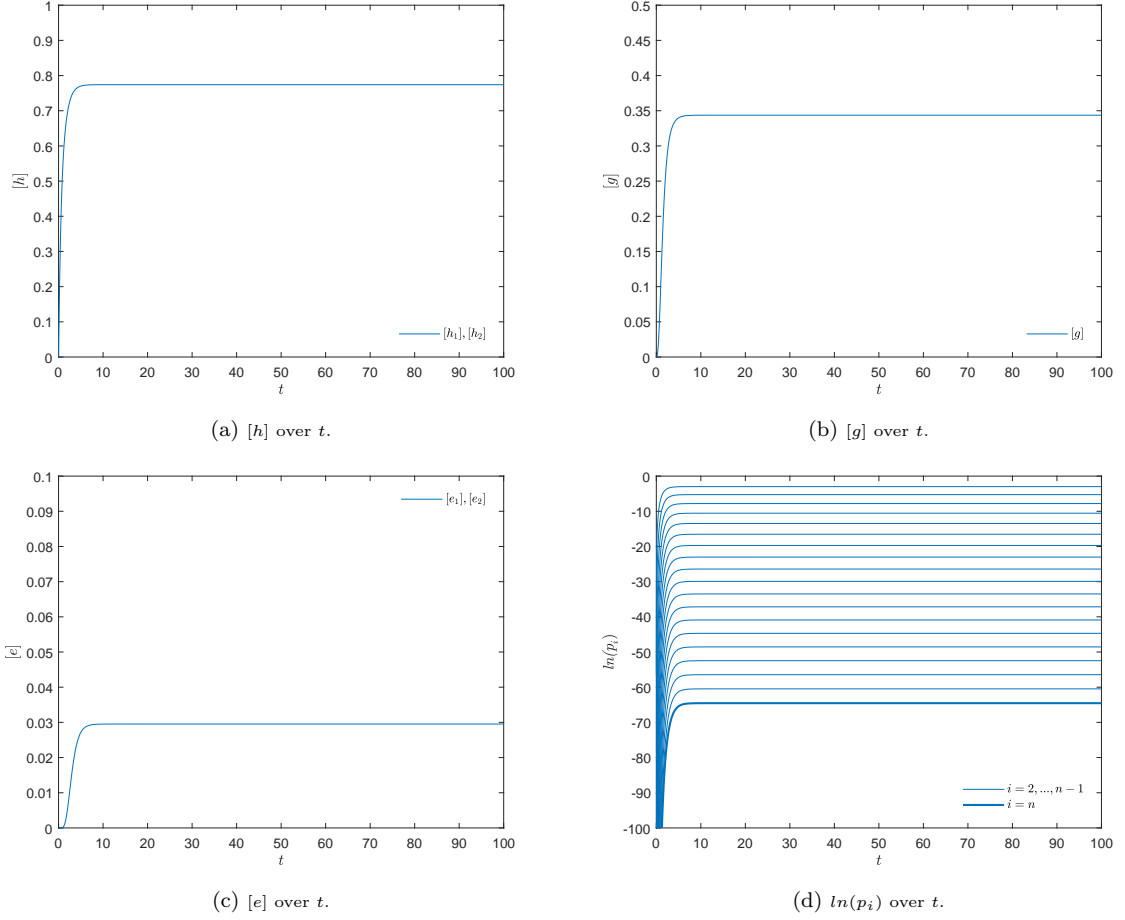 1
0.9
0.8
0.7
0.6
0.5
0.4
0.3
0.2
0.1
0
[h]
[h₁], [h₂]
0 10 20 30 40 50 60 70 80 90 100
t
(a) [h] over t.
0.5
0.45
0.4
0.35
0.3
0.25
0.2
0.15
0.1
0.05
0
[g]
[g]
0 10 20 30 40 50 60 70 80 90 100
t
(b) [g] over t.
0.1
0.09
0.08
0.07
0.06
0.05
0.04
0.03
0.02
0.01
0
[e]
[e₁], [e₂]
0 10 20 30 40 50 60 70 80 90 100
t
(c) [e] over t.
0
-10
-20
-30
-40
-50
-60
-70
-80
-90
-100
ln(pᵢ)
i = 2, ..., n − 1
i = n
0 10 20 30 40 50 60 70 80 90 100
t
(d) ln(pᵢ) over t.